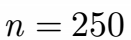 n = 250